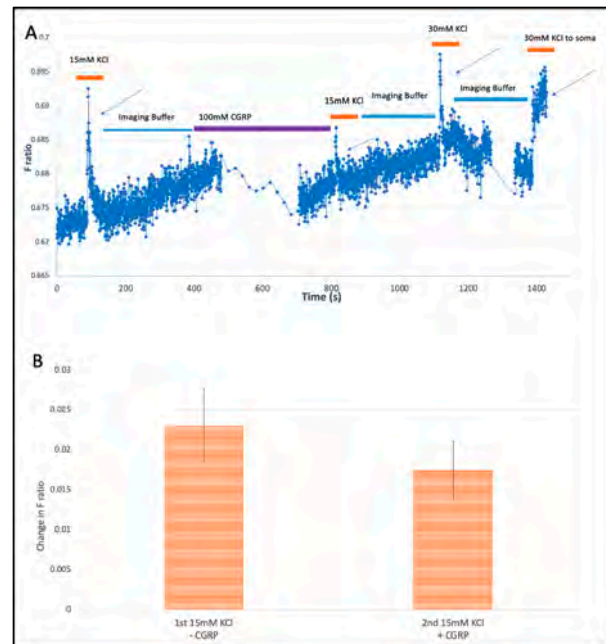 A
0.7
30mM KCl
30mM KCl to soma
15mM KCl
0.695
Imaging Buffer
Imaging Buffer
0.69
Imaging Buffer
100mM CGRP
15mM KCl
0.685
F ratio
0.68
0.675
0.67
0.665
0 200 400 600 800 1000 1200 1400
Time (s)
B
0.03
0.025
0.02
0.015
0.01
0.005
0
Change in F ratio
1st 15mM KCl 2nd 15mM KCl
- CGRP + CGRP